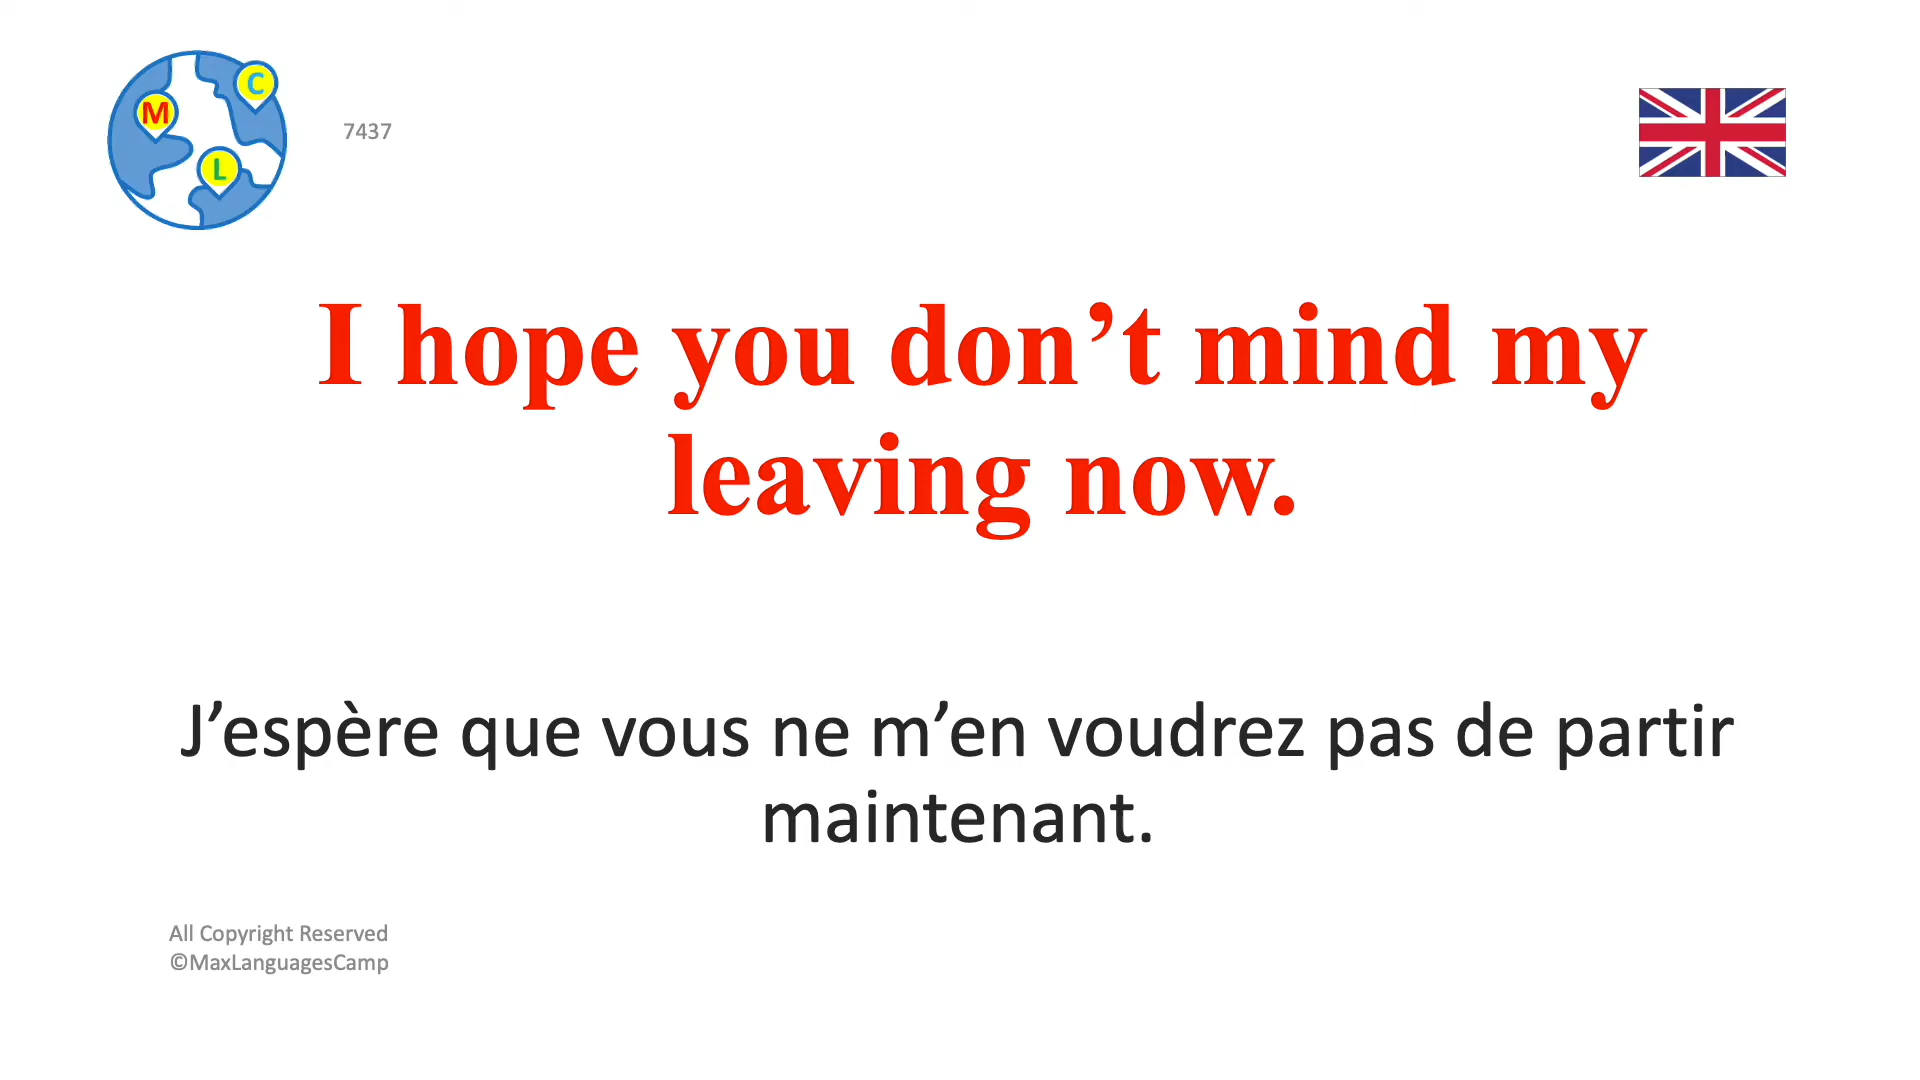 M
C
L
7437
I hope you don’t mind my
leaving now.
J’espère que vous ne m’en voudrez pas de partir
maintenant.
All Copyright Reserved
©MaxLanguagesCamp